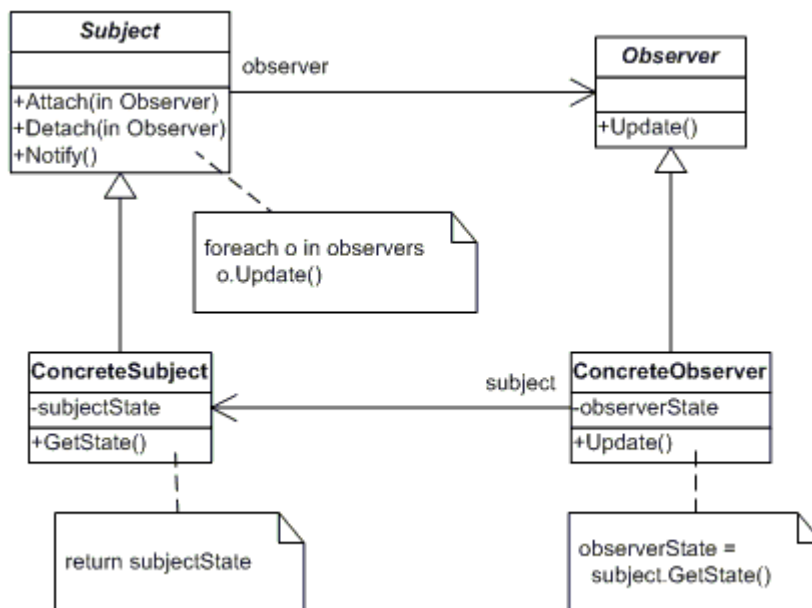 Subject
+Attach(in Observer)
+Detach(in Observer)
+Notify()
observer
Observer
+Update()
foreach o in observers
o.Update()
ConcreteSubject
-subjectState
+GetState()
subject
ConcreteObserver
-observerState
+Update()
return subjectState
observerState =
subject.GetState()